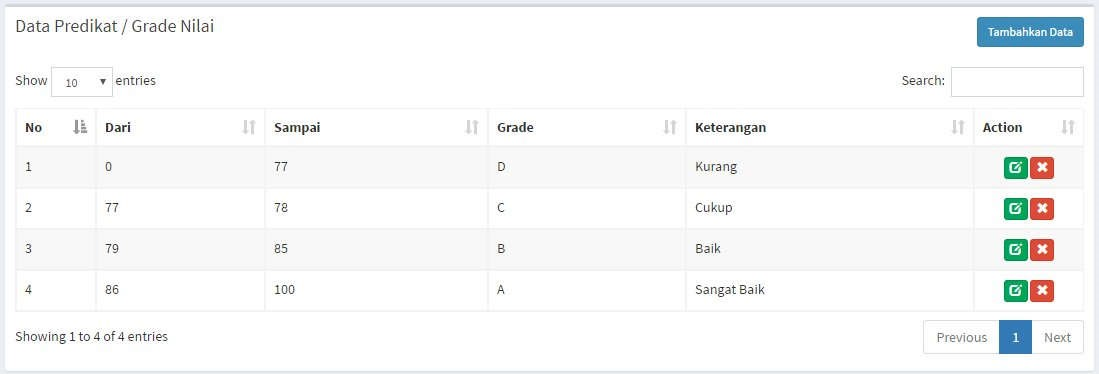 Data Predikat / Grade Nilai
Tambahkan Data
Show 10 entries
Search:
No Dari Sampai Grade Keterangan Action
1 0 77 D Kurang
2 77 78 C Cukup
3 79 85 B Baik
4 86 100 A Sangat Baik
Showing 1 to 4 of 4 entries
Previous 1 Next